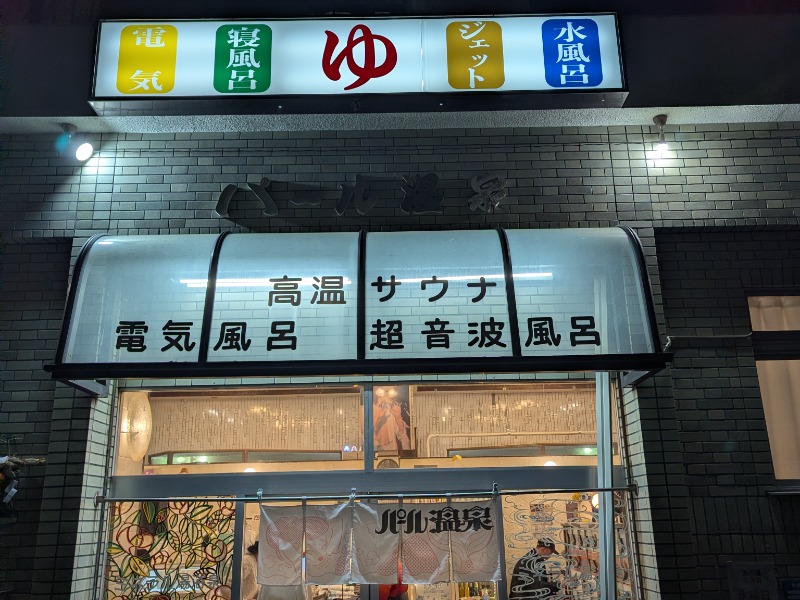 電気 寝風呂 ゆ ジェット 水風呂
パール温泉
高温サウナ
電気風呂 超音波風呂
パール温泉